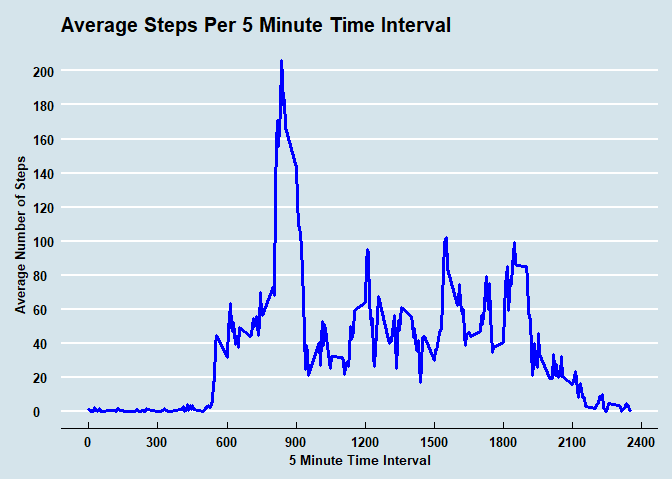 Average Steps Per 5 Minute Time Interval
Average Number of Steps
200
180
160
140
120
100
80
60
40
20
0
0 300 600 900 1200 1500 1800 2100 2400
5 Minute Time Interval